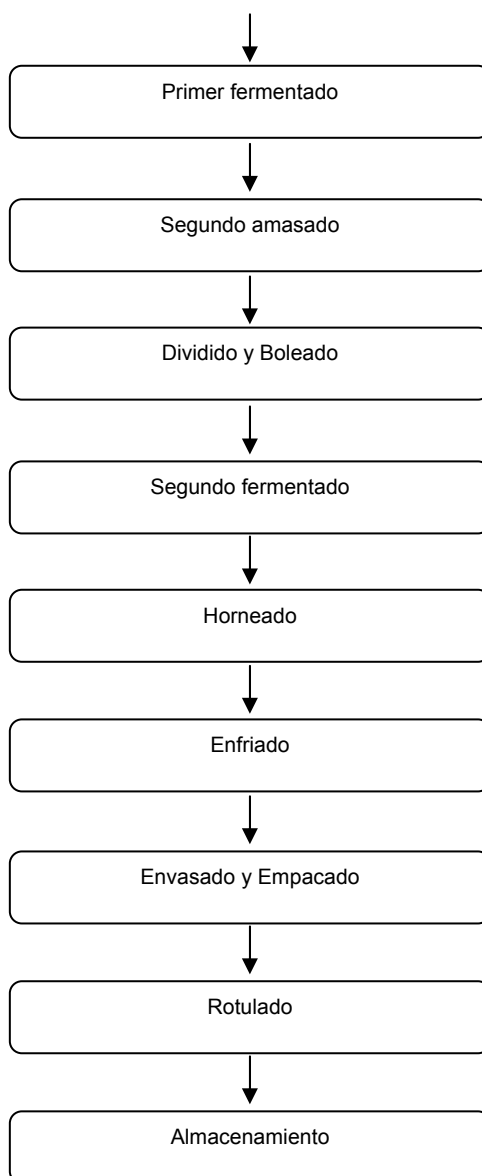 Primer fermentado
Segundo amasado
Dividido y Boleado
Segundo fermentado
Horneado
Enfriado
Envasado y Empacado
Rotulado
Almacenamiento